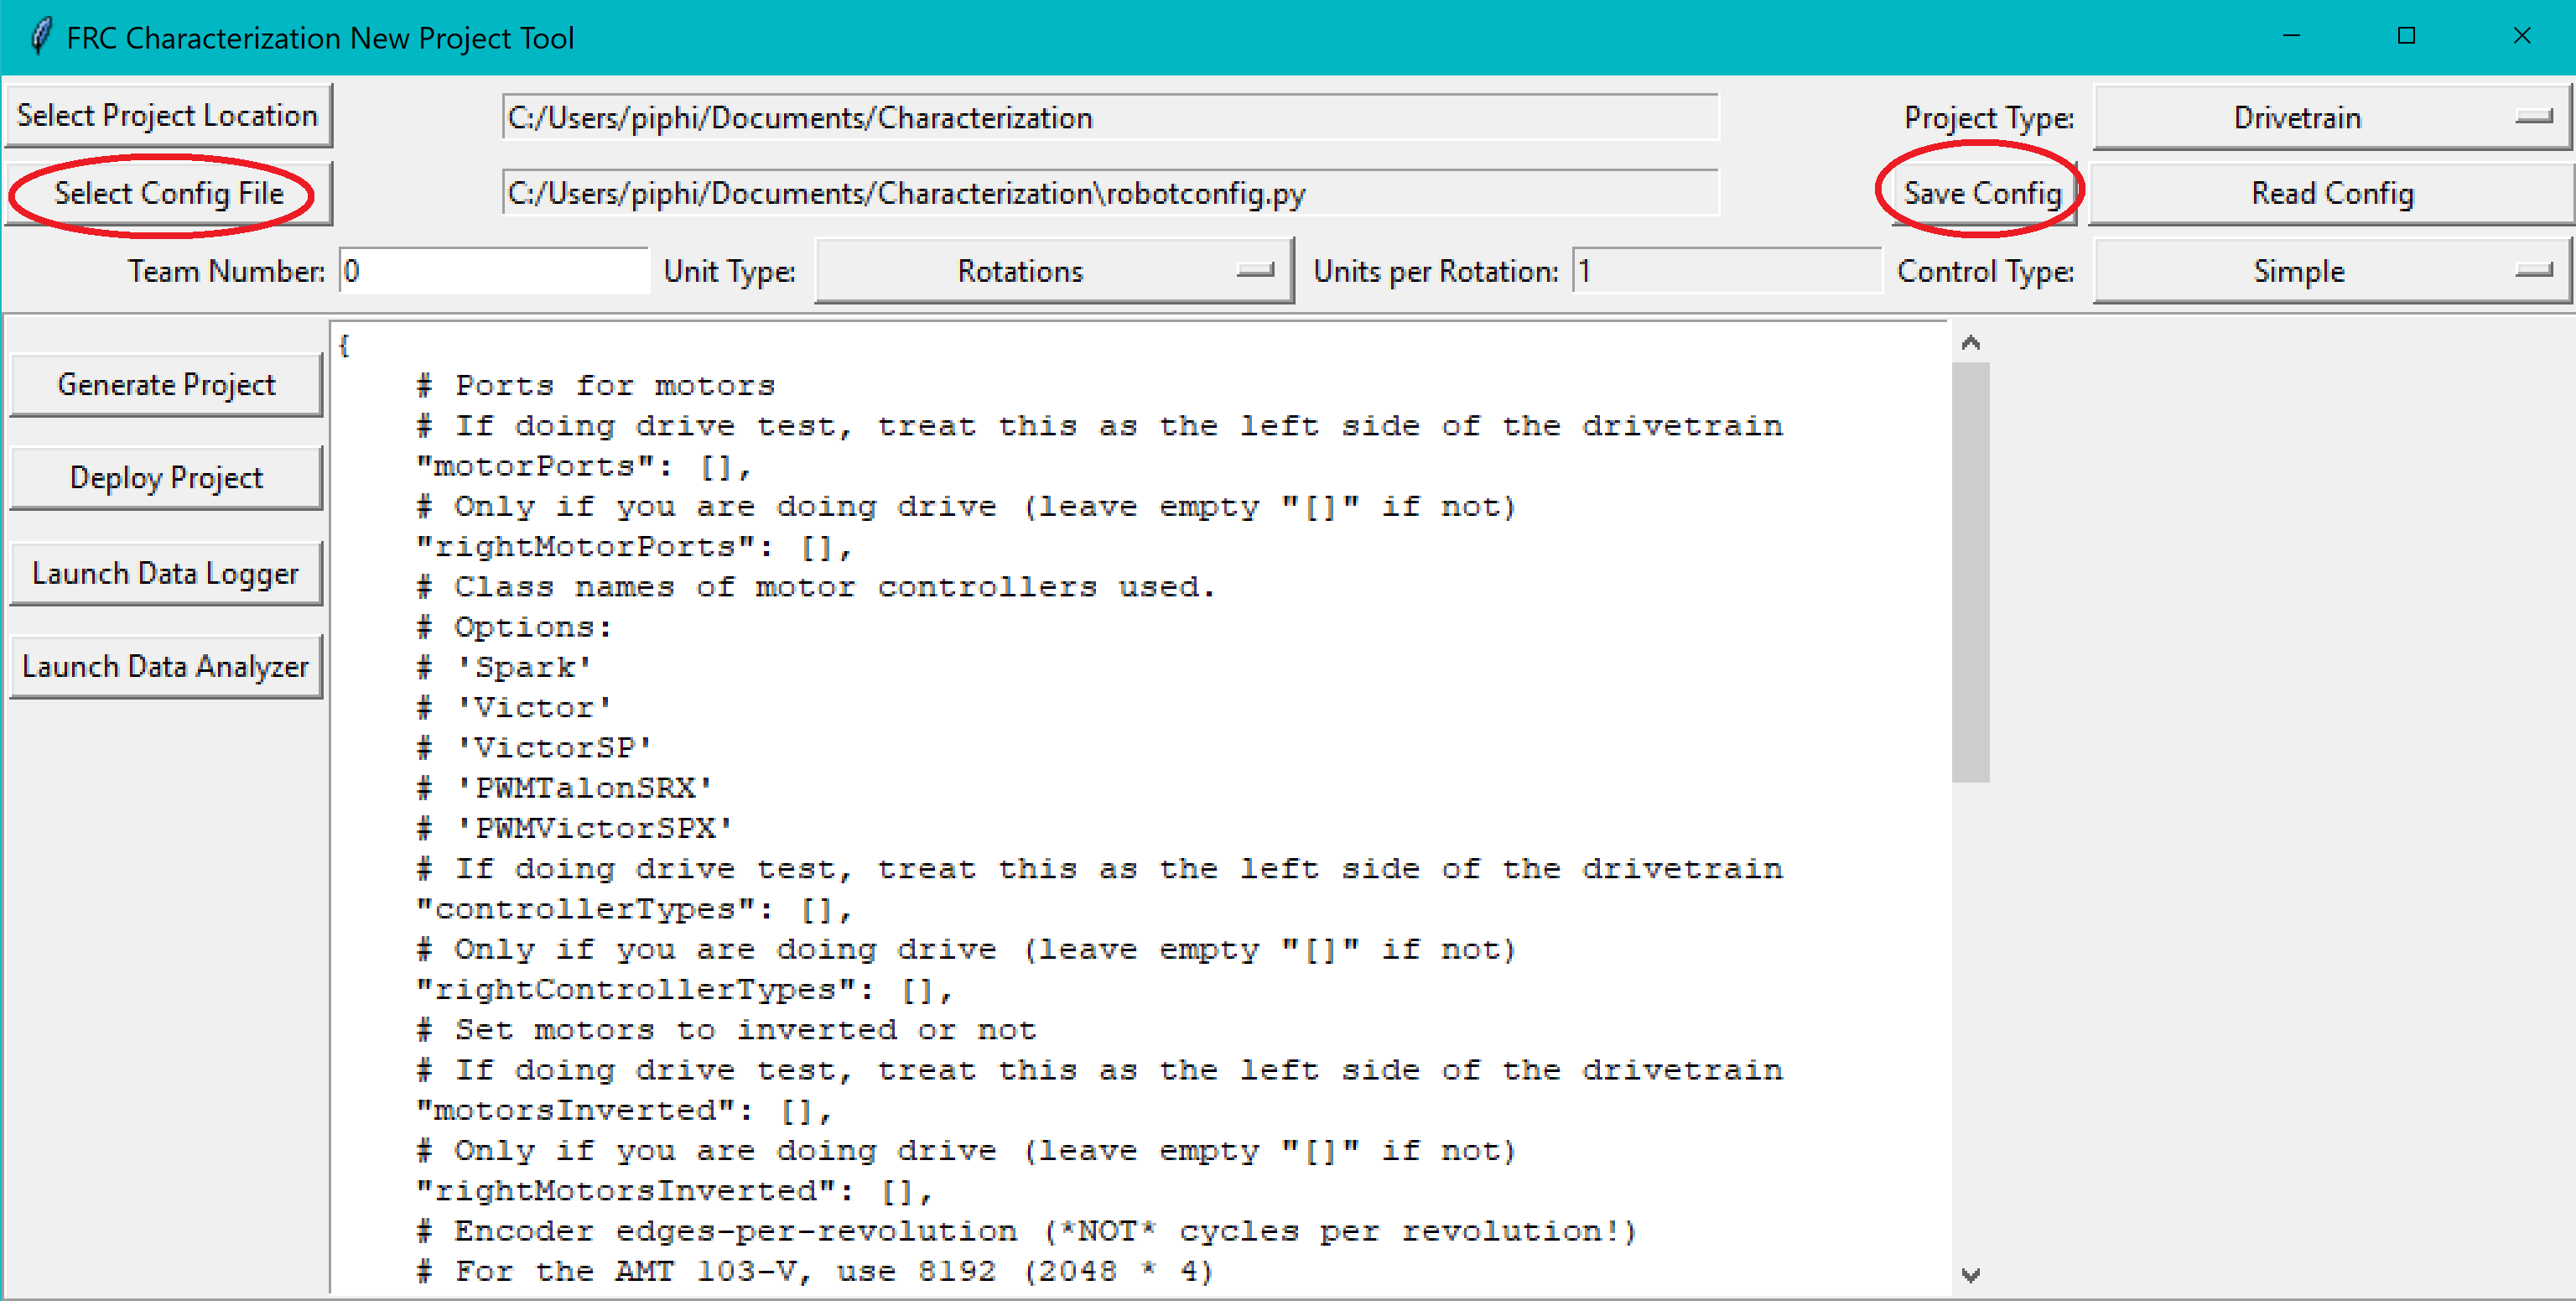 FRC Characterization New Project Tool
Select Project Location C:/Users/piphi/Documents/Characterization Project Type: Drivetrain
Select Config File C:/Users/piphi/Documents/Characterization\robotconfig.py Save Config Read Config
Team Number: 0 Unit Type: Rotations Units per Rotation: 1 Control Type: Simple
Generate Project
Deploy Project
Launch Data Logger
Launch Data Analyzer
{
# Ports for motors
# If doing drive test, treat this as the left side of the drivetrain
"motorPorts": [],
# Only if you are doing drive (leave empty "[]" if not)
"rightMotorPorts": [],
# Class names of motor controllers used.
# Options:
# 'Spark'
# 'Victor'
# 'VictorSP'
# 'PWMTalonSRX'
# 'PWMVictorSPX'
# If doing drive test, treat this as the left side of the drivetrain
"controllerTypes": [],
# Only if you are doing drive (leave empty "[]" if not)
"rightControllerTypes": [],
# Set motors to inverted or not
# If doing drive test, treat this as the left side of the drivetrain
"motorsInverted": [],
# Only if you are doing drive (leave empty "[]" if not)
"rightMotorsInverted": [],
# Encoder edges-per-revolution (*NOT* cycles per revolution!)
# For the AMT 103-V, use 8192 (2048 * 4)